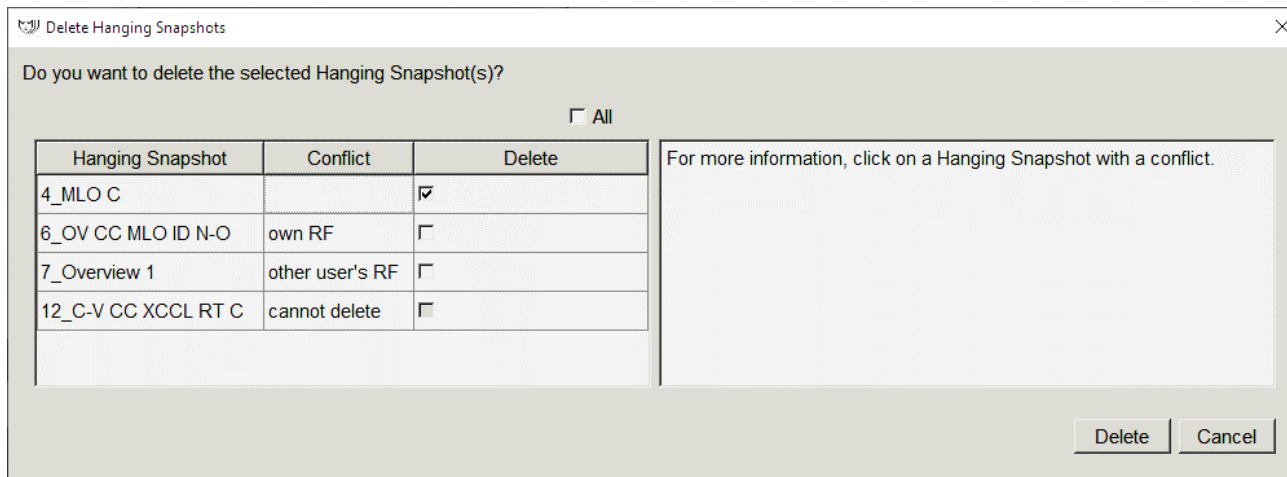 Delete Hanging Snapshots
Do you want to delete the selected Hanging Snapshot(s)?
All
Hanging Snapshot Conflict Delete
4_MLO C
6_OV CC MLO ID N-O own RF
7_Overview 1 other user's RF
12_C-V CC XCCL RT C cannot delete
For more information, click on a Hanging Snapshot with a conflict.
Delete Cancel